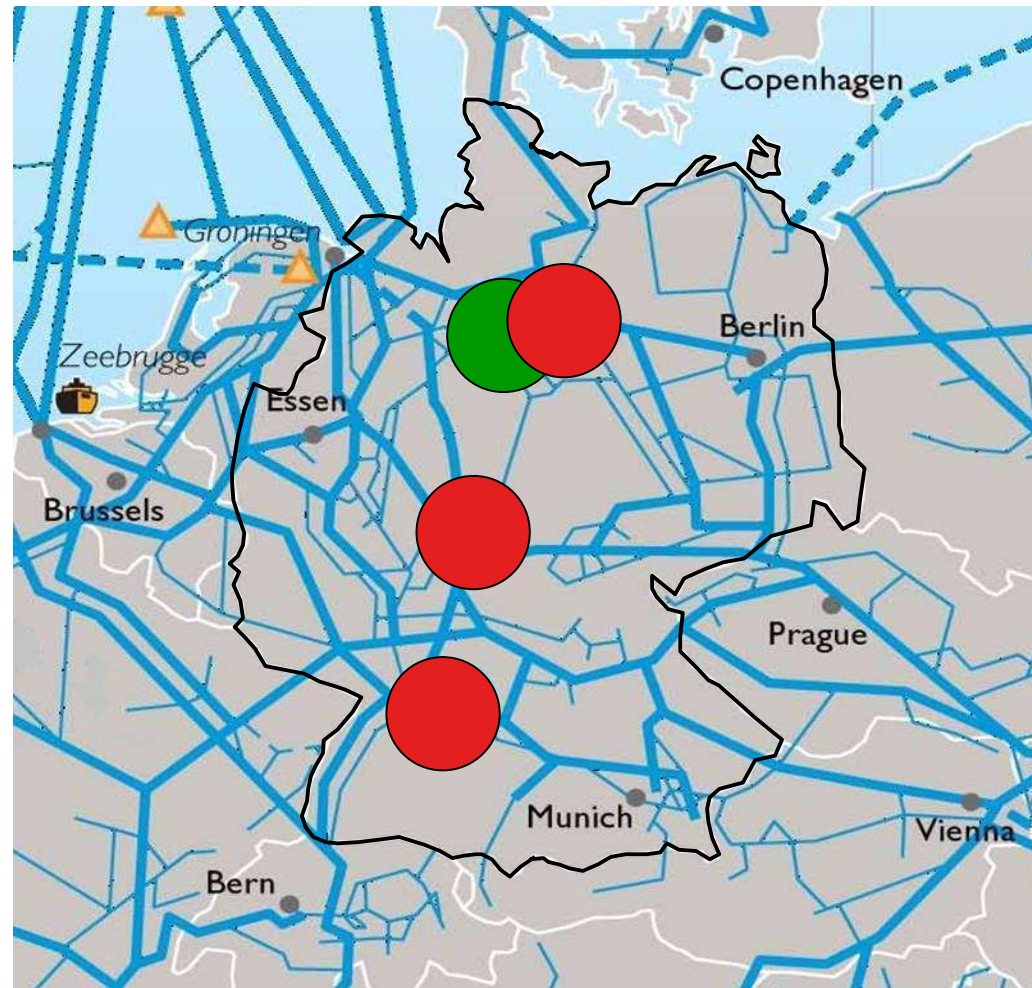 Copenhagen
Groningen
Berlin
Zeebrugge
Essen
Brussels
Prague
Munich
Vienna
Bern